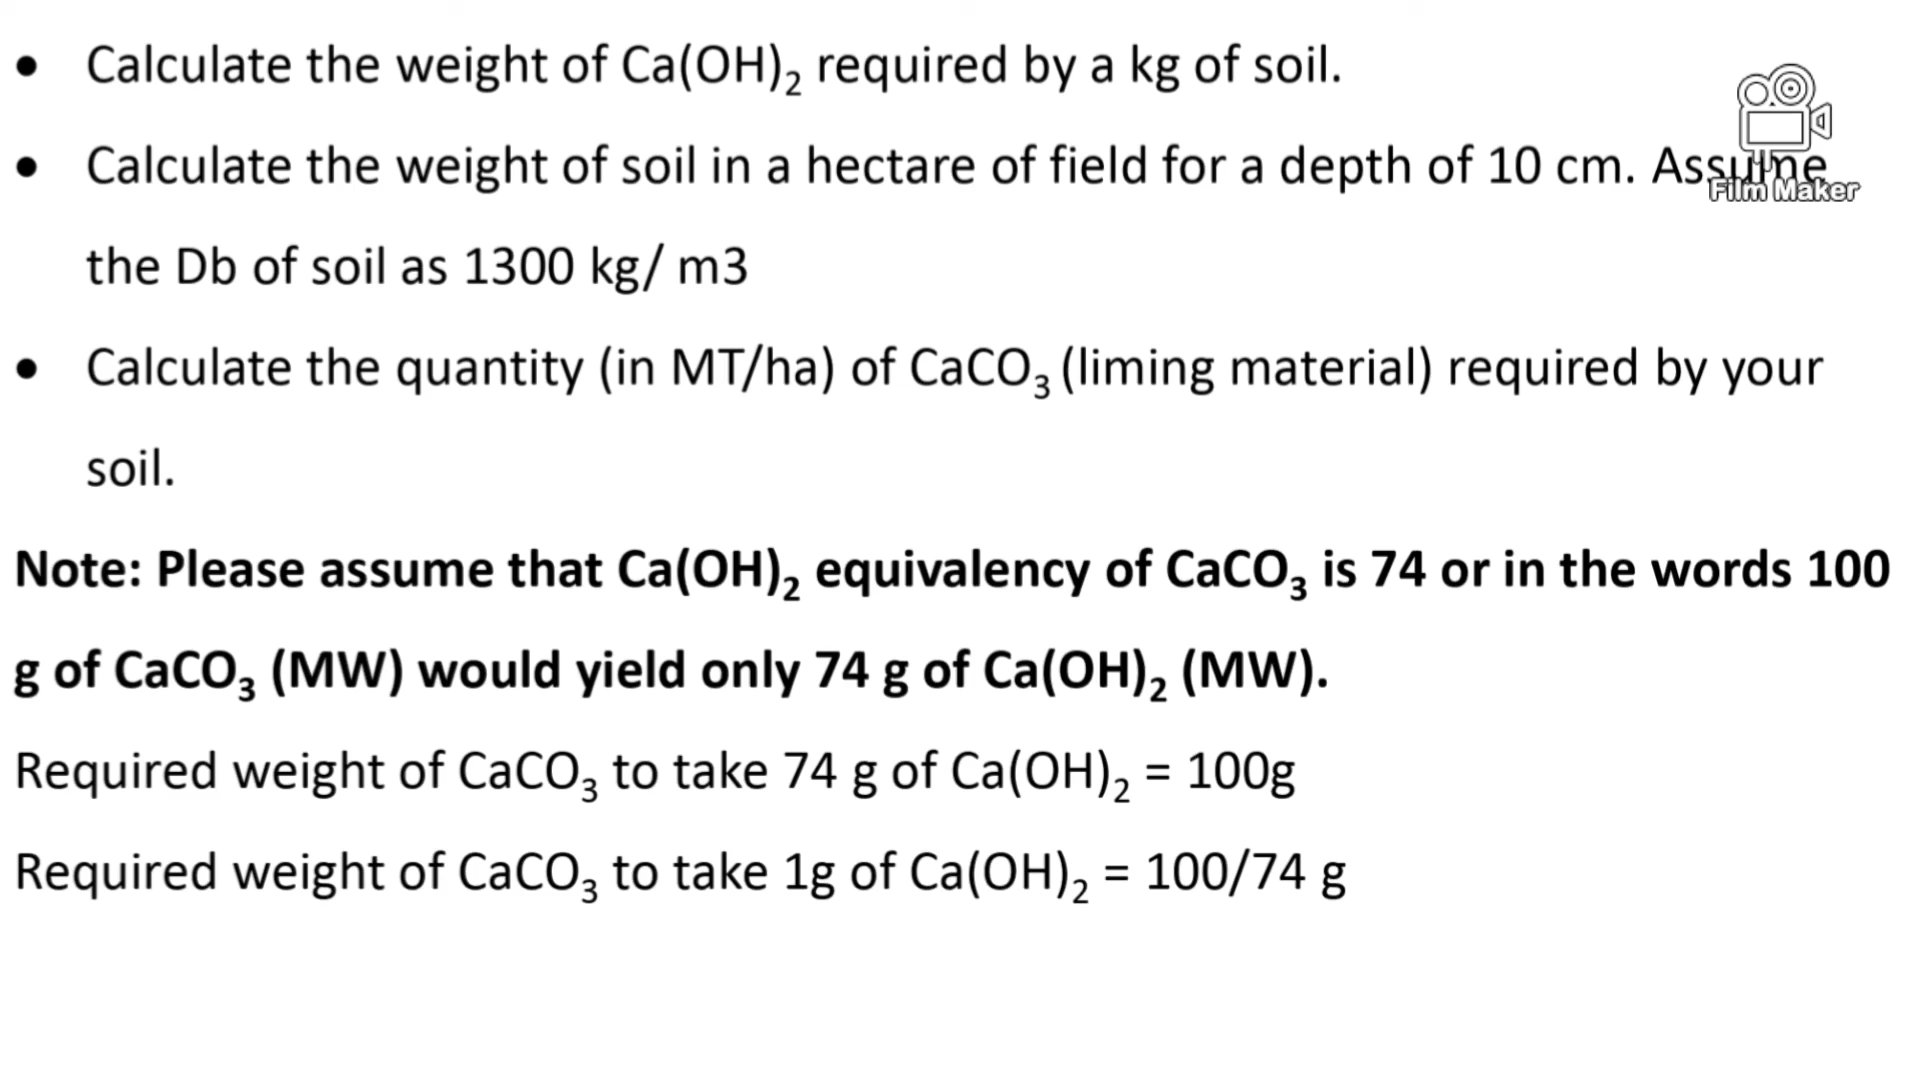 • Calculate the weight of Ca(OH)₂ required by a kg of soil.
• Calculate the weight of soil in a hectare of field for a depth of 10 cm. Assume
Film Maker
the Db of soil as 1300 kg/ m3
• Calculate the quantity (in MT/ha) of CaCO₃ (liming material) required by your
soil.
Note: Please assume that Ca(OH)₂ equivalency of CaCO₃ is 74 or in the words 100
g of CaCO₃ (MW) would yield only 74 g of Ca(OH)₂ (MW).
Required weight of CaCO₃ to take 74 g of Ca(OH)₂ = 100g
Required weight of CaCO₃ to take 1g of Ca(OH)₂ = 100/74 g